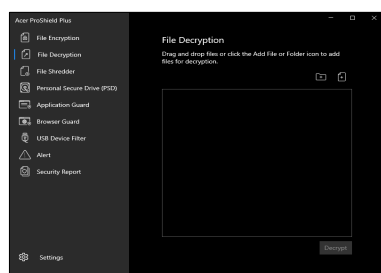 Acer ProShield Plus
File Encryption
File Decryption
File Shredder
Personal Secure Drive (PSD)
Application Guard
Browser Guard
USB Device Filter
Alert
Security Report
Settings
File Decryption
Drag and drop files or click the Add File or Folder icon to add
files for decryption.
Decrypt